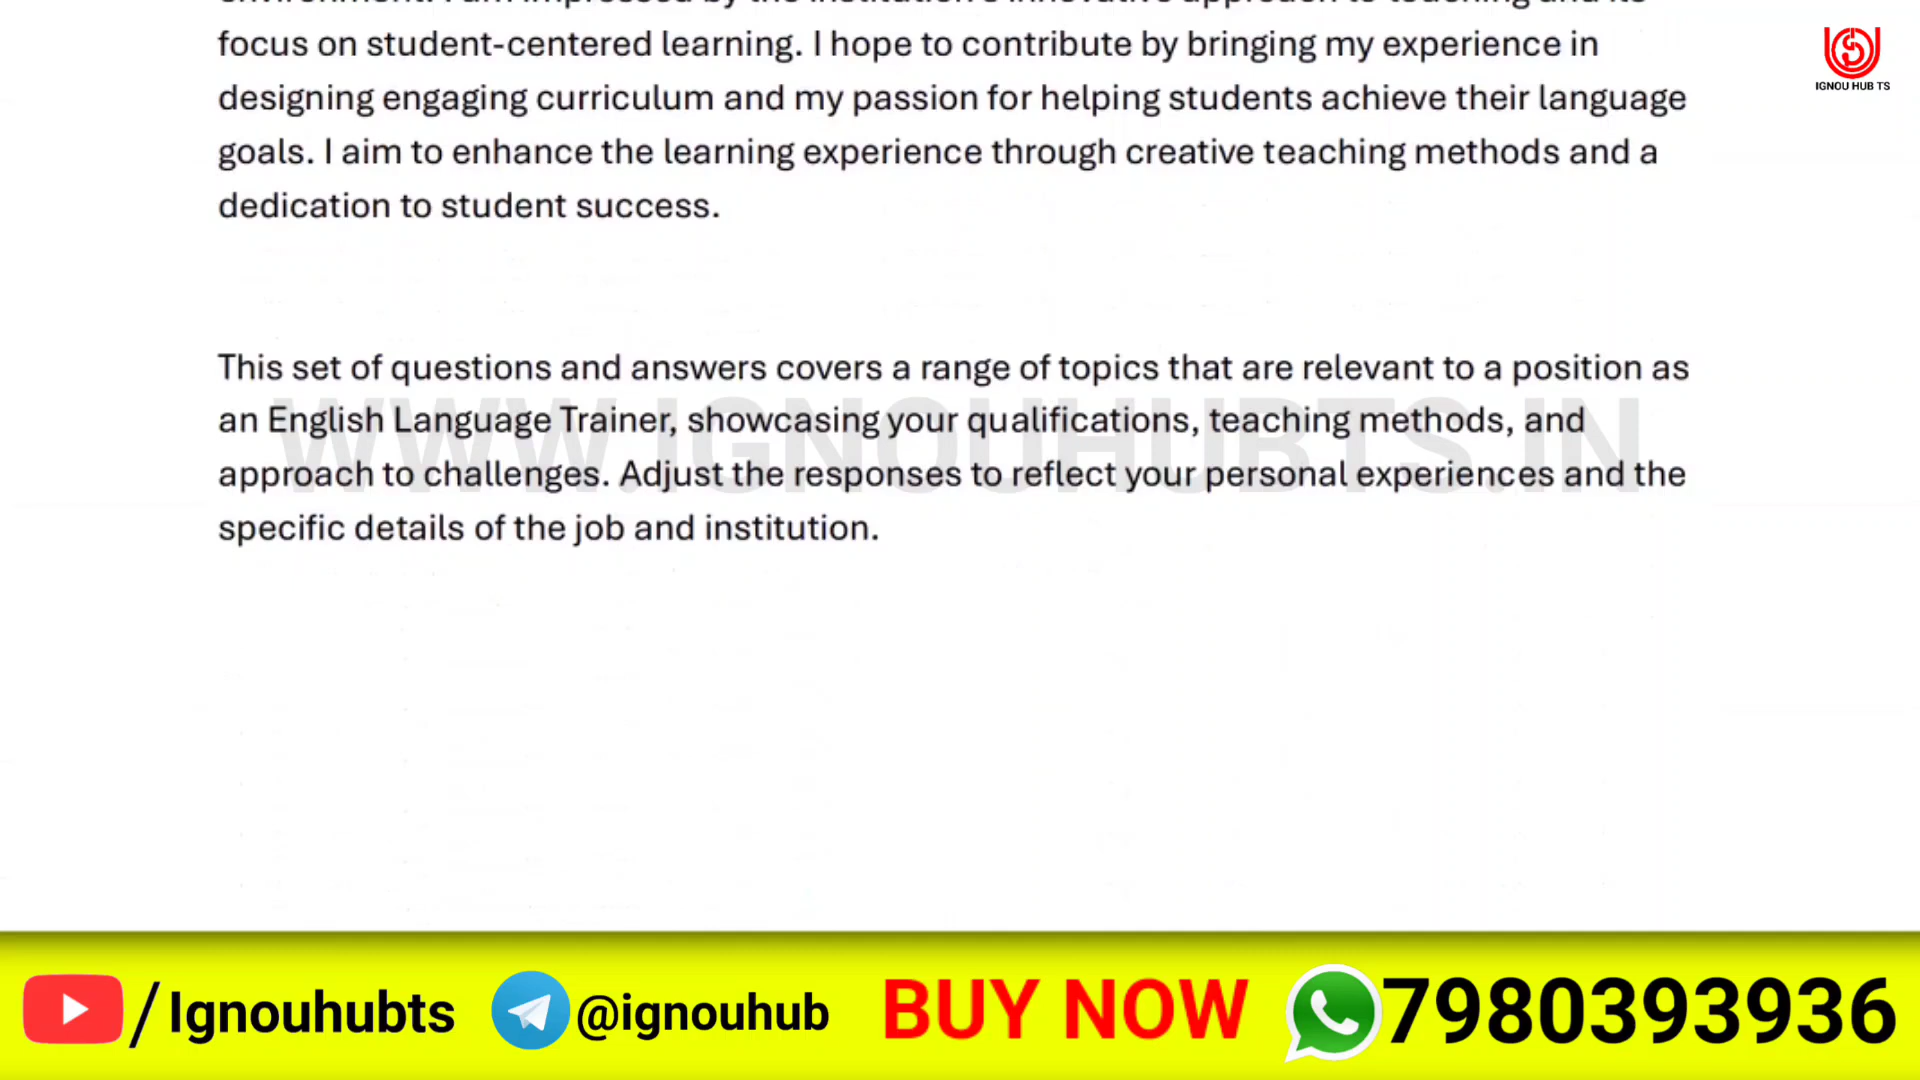 focus on student-centered learning. I hope to contribute by bringing my experience in
designing engaging curriculum and my passion for helping students achieve their language
goals. I aim to enhance the learning experience through creative teaching methods and a
dedication to student success.
This set of questions and answers covers a range of topics that are relevant to a position as
an English Language Trainer, showcasing your qualifications, teaching methods, and
approach to challenges. Adjust the responses to reflect your personal experiences and the
specific details of the job and institution.
WWW.IGNOUHUBTS.IN
IGNOU HUB TS
/Ignouhubts @ignouhub BUY NOW 7980393936